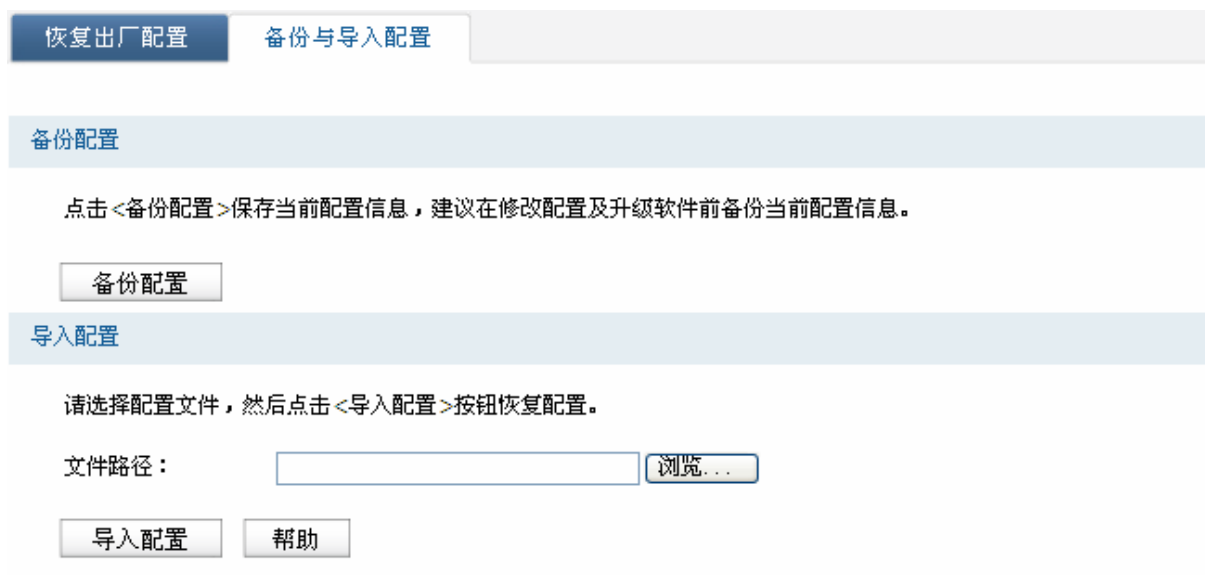 恢复出厂配置 备份与导入配置
备份配置
点击<备份配置>保存当前配置信息，建议在修改配置及升级软件前备份当前配置信息。
备份配置
导入配置
请选择配置文件，然后点击<导入配置>按钮恢复配置。
文件路径： 浏览...
导入配置 帮助